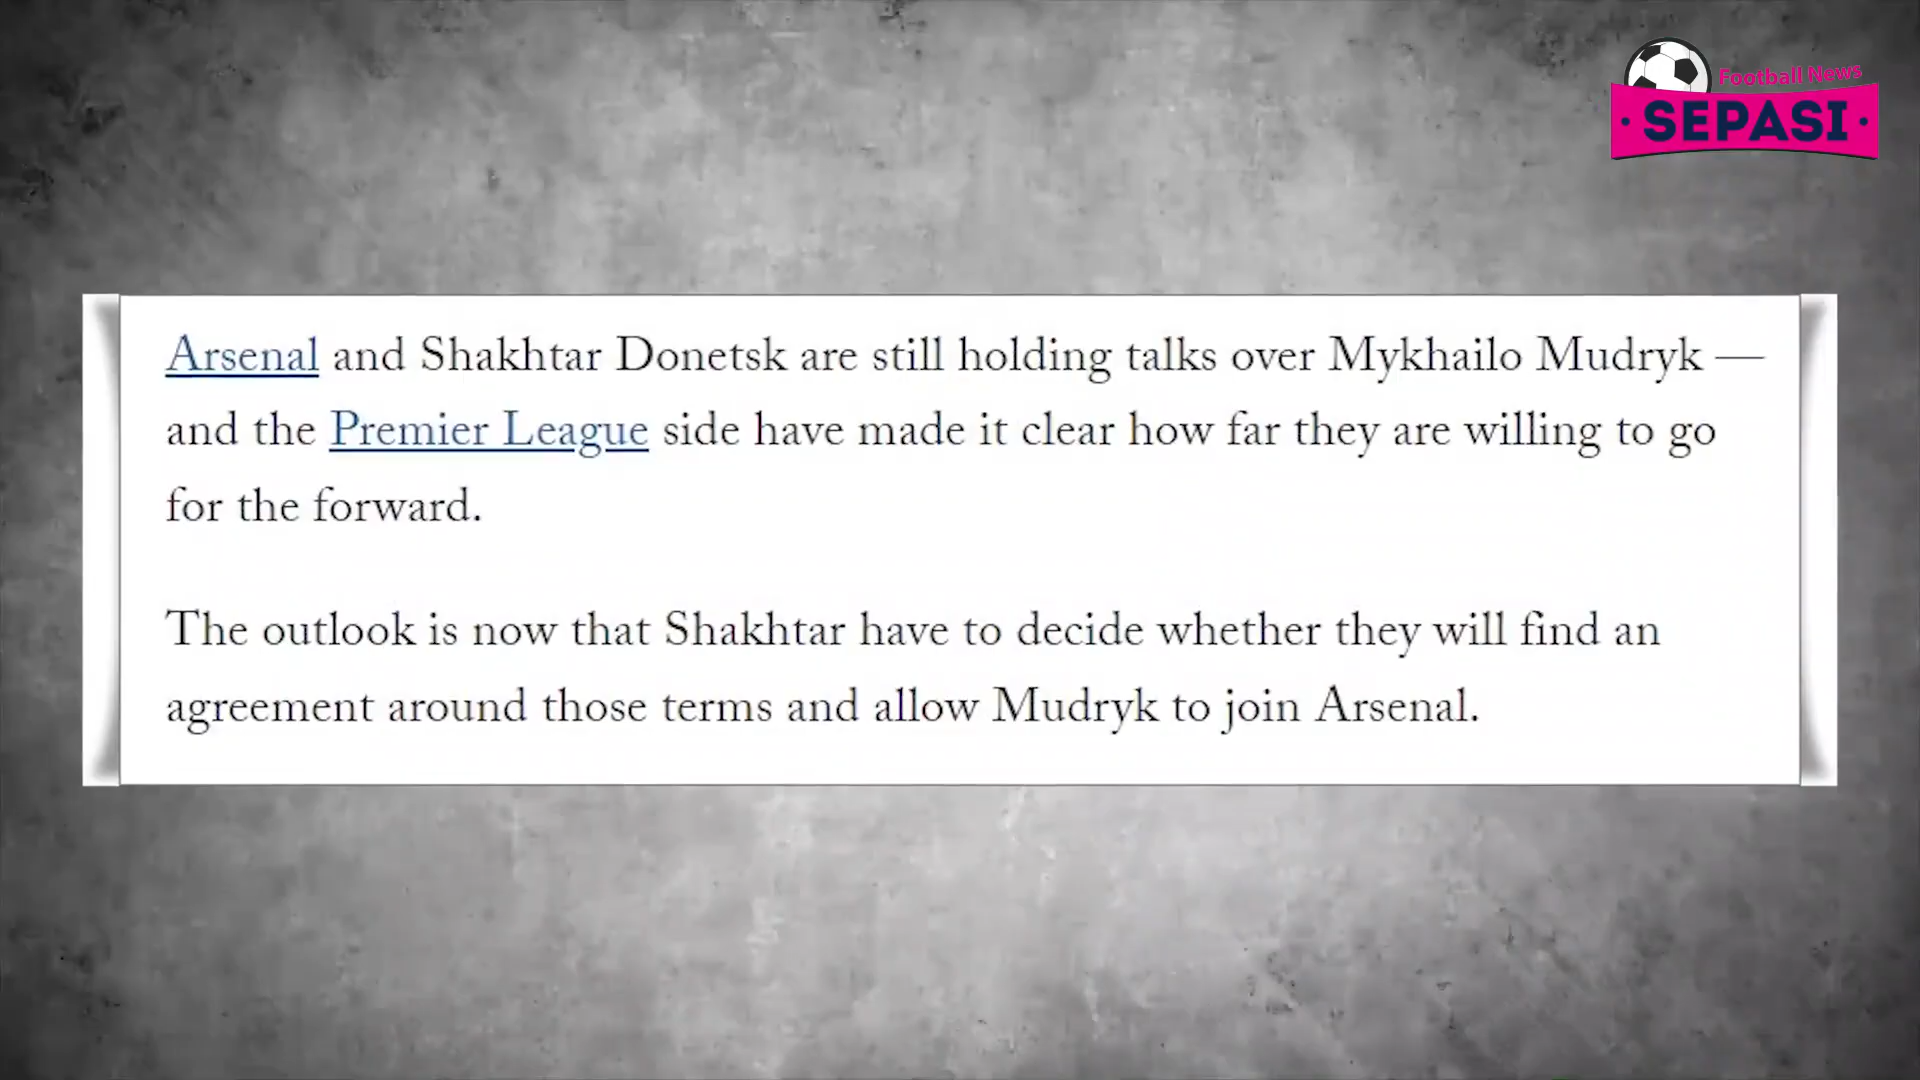 Football News
· SEPASI ·
Arsenal and Shakhtar Donetsk are still holding talks over Mykhailo Mudryk —
and the Premier League side have made it clear how far they are willing to go
for the forward.
The outlook is now that Shakhtar have to decide whether they will find an
agreement around those terms and allow Mudryk to join Arsenal.